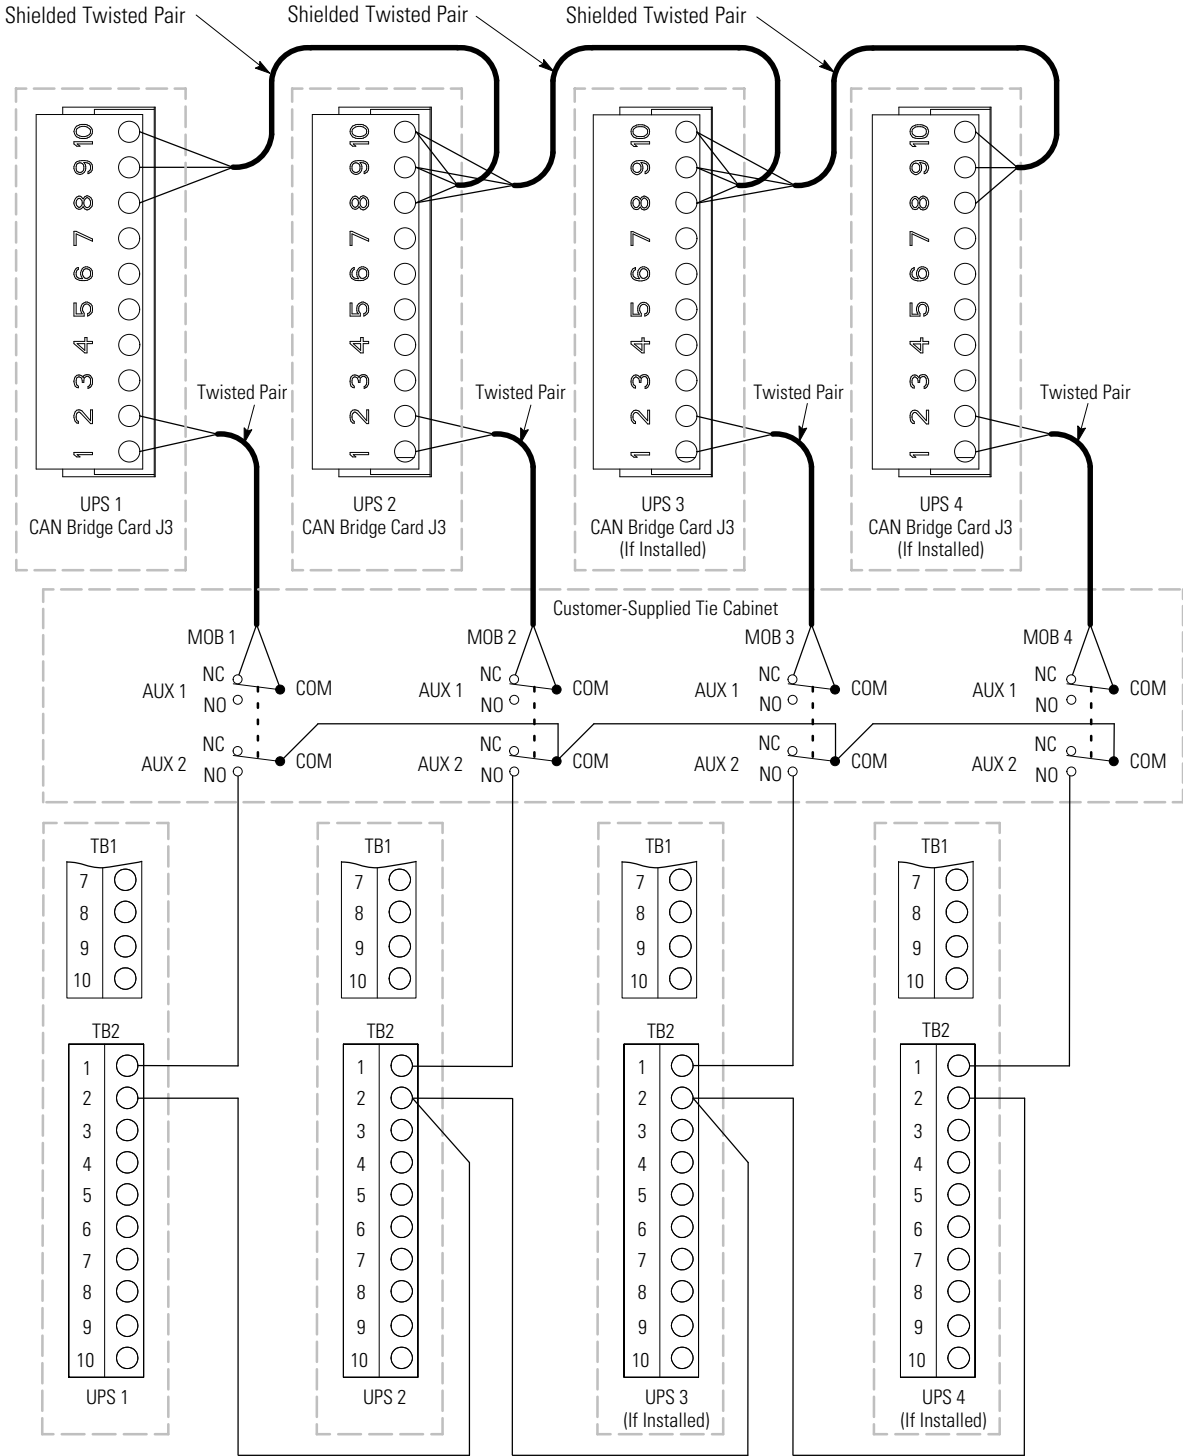 Shielded Twisted Pair
Shielded Twisted Pair
Shielded Twisted Pair
10
9
8
7
6
5
4
3
2
1
Twisted Pair
UPS 1
CAN Bridge Card J3
10
9
8
7
6
5
4
3
2
1
Twisted Pair
UPS 2
CAN Bridge Card J3
10
9
8
7
6
5
4
3
2
1
Twisted Pair
UPS 3
CAN Bridge Card J3
(If Installed)
10
9
8
7
6
5
4
3
2
1
Twisted Pair
UPS 4
CAN Bridge Card J3
(If Installed)
Customer-Supplied Tie Cabinet
MOB 1
NC
AUX 1
COM
NO
NC
AUX 2
COM
NO
MOB 2
NC
AUX 1
COM
NO
NC
AUX 2
COM
NO
MOB 3
NC
AUX 1
COM
NO
NC
AUX 2
COM
NO
MOB 4
NC
AUX 1
COM
NO
NC
AUX 2
COM
NO
TB1
7
8
9
10
TB2
1
2
3
4
5
6
7
8
9
10
UPS 1
TB1
7
8
9
10
TB2
1
2
3
4
5
6
7
8
9
10
UPS 2
TB1
7
8
9
10
TB2
1
2
3
4
5
6
7
8
9
10
UPS 3
(If Installed)
TB1
7
8
9
10
TB2
1
2
3
4
5
6
7
8
9
10
UPS 4
(If Installed)